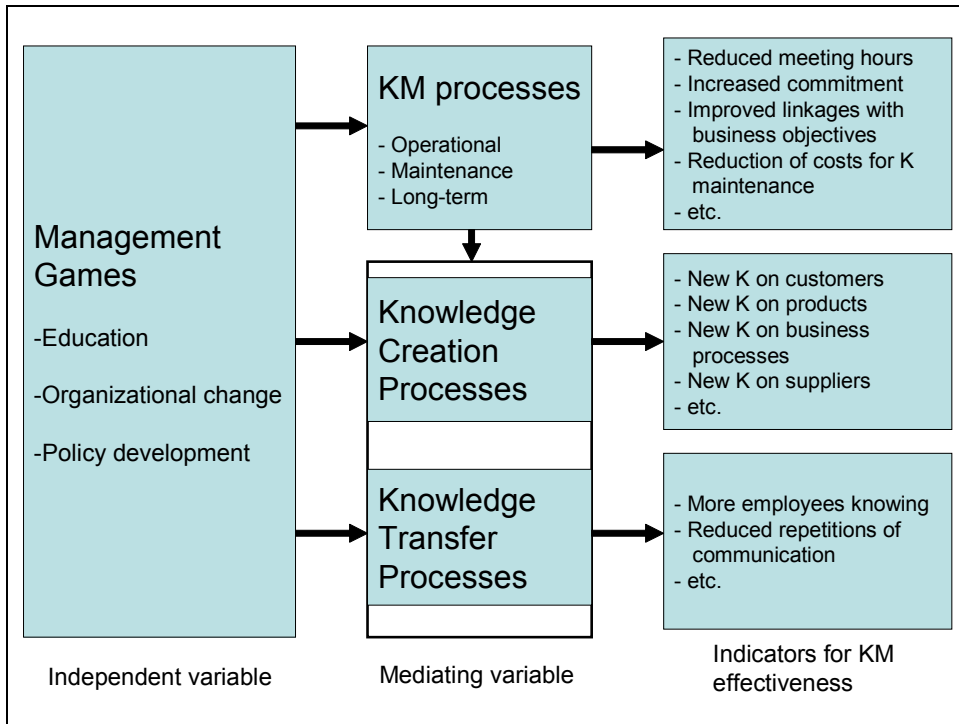 Management
Games
-Education
-Organizational change
-Policy development
KM processes
- Operational
- Maintenance
- Long-term
Knowledge
Creation
Processes
Knowledge
Transfer
Processes
- Reduced meeting hours
- Increased commitment
- Improved linkages with
business objectives
- Reduction of costs for K
maintenance
- etc.
- New K on customers
- New K on products
- New K on business
processes
- New K on suppliers
- etc.
- More employees knowing
- Reduced repetitions of
communication
- etc.
Independent variable
Mediating variable
Indicators for KM
effectiveness